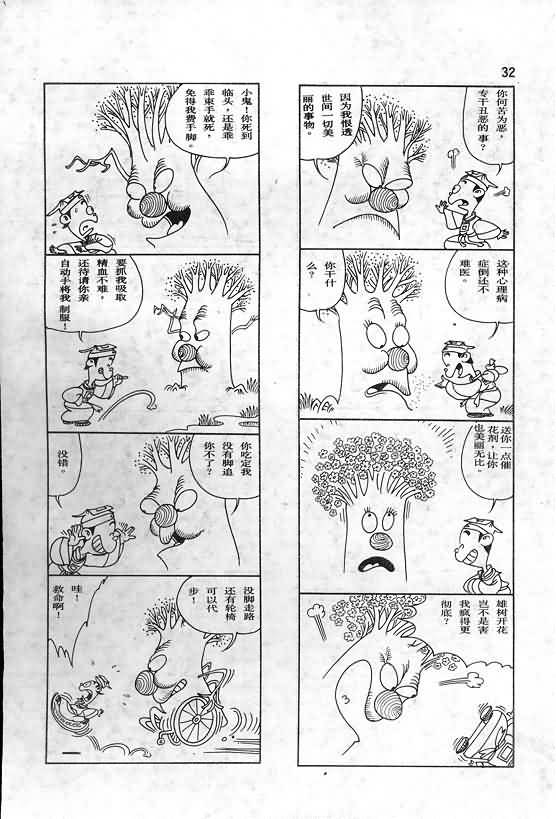 32
你何苦为恶，
专干丑恶的事？
因为我恨透
世间一切美
丽的事物。
这种心理病
症倒还不
难医。
你干什
么？
送你一点催
花剂，让你
也美丽无比。
雄树开花
岂不是害
我疯得更
彻底？
小鬼！你死到
临头，还是乖
乖束手就死，
免得我费手脚。
要抓我吸取
精血不难，
还待请你亲
自动手将我制服！
你吃定我
没有脚追
你不了？
没错。
没脚走路
还有轮椅
可以代
步！
哇！
救命啊！